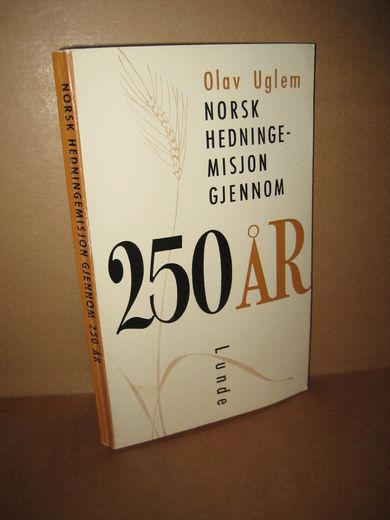 Olav Uglem
NORSK
HEDNINGE-
MISJON
GJENNOM
250 ÅR
Lunde
NORSK HEDNINGEMISJON GJENNOM 250 ÅR